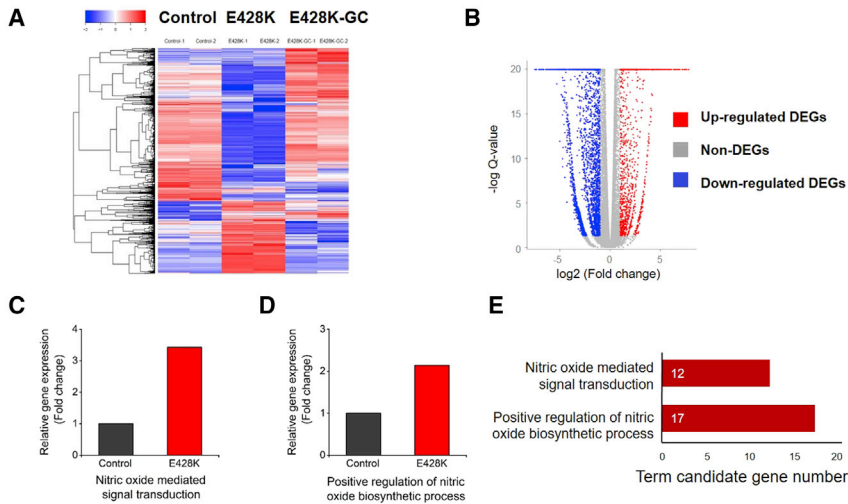 A
-2 -1 0 1 2
Control E428K E428K-GC
Control-1 Control-2 E428K-1 E428K-2 E428K-GC-1 E428K-GC-2
B
-log Q-value
20
15
10
5
0
-5 0 5
log2 (Fold change)
Up-regulated DEGs
Non-DEGs
Down-regulated DEGs
C
Relative gene expression
(Fold change)
4
3
2
1
0
Control E428K
Nitric oxide mediated
signal transduction
D
Relative gene expression
(Fold change)
3
2
1
0
Control E428K
Positive regulation of nitric
oxide biosynthetic process
E
Nitric oxide mediated
signal transduction
12
Positive regulation of nitric
oxide biosynthetic process
17
0 5 10 15 20
Term candidate gene number